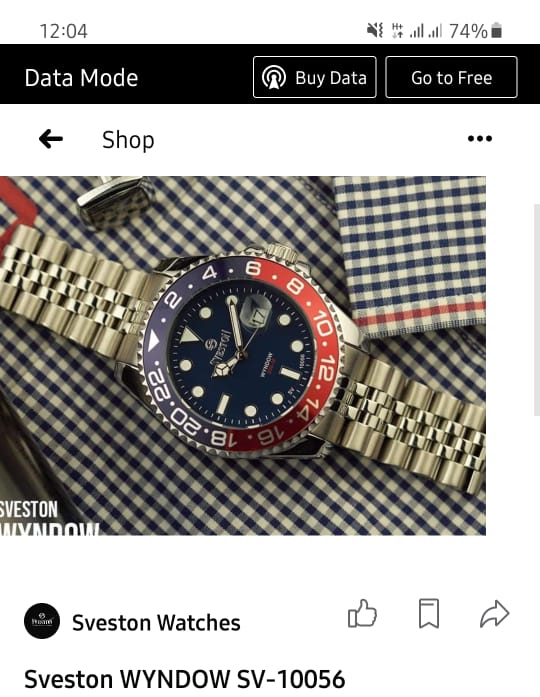 12:04
74%
Data Mode
Buy Data
Go to Free
Shop
2 4 6 8 10 12 14 16 18 20 22
SVESTON
17
WYNDOW
SVESTON
WYNDOW
Sveston Watches
Sveston WYNDOW SV-10056